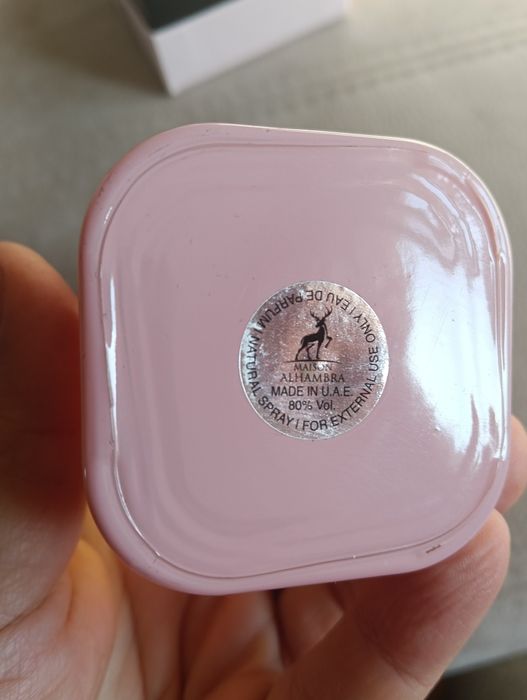 MAISON
ALHAMBRA
MADE IN U.A.E.
80% Vol.
EAU DE PARFUM | NATURAL SPRAY | FOR EXTERNAL USE ONLY |